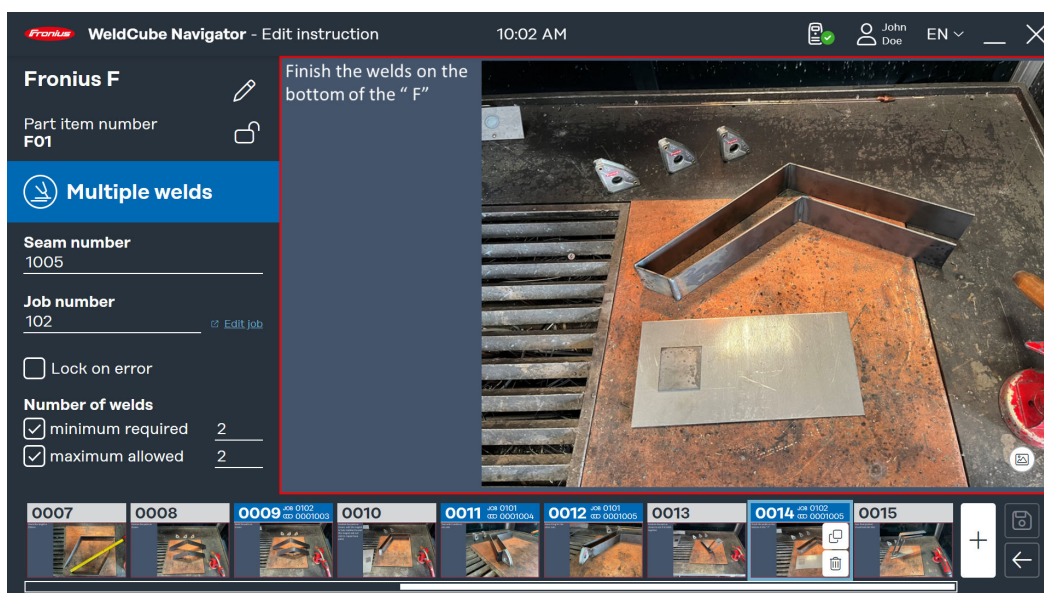 Fronius WeldCube Navigator - Edit instruction 10:02 AM John Doe EN
Fronius F
Part item number
F01
Multiple welds
Seam number
1005
Job number
102 Edit job
Lock on error
Number of welds
minimum required 2
maximum allowed 2
Finish the welds on the
bottom of the “ F”
0007
0008
0009 JOB 0102
0001003
0010
0011 JOB 0101
0001004
0012 JOB 0101
0001005
0013
0014 JOB 0102
0001005
0015